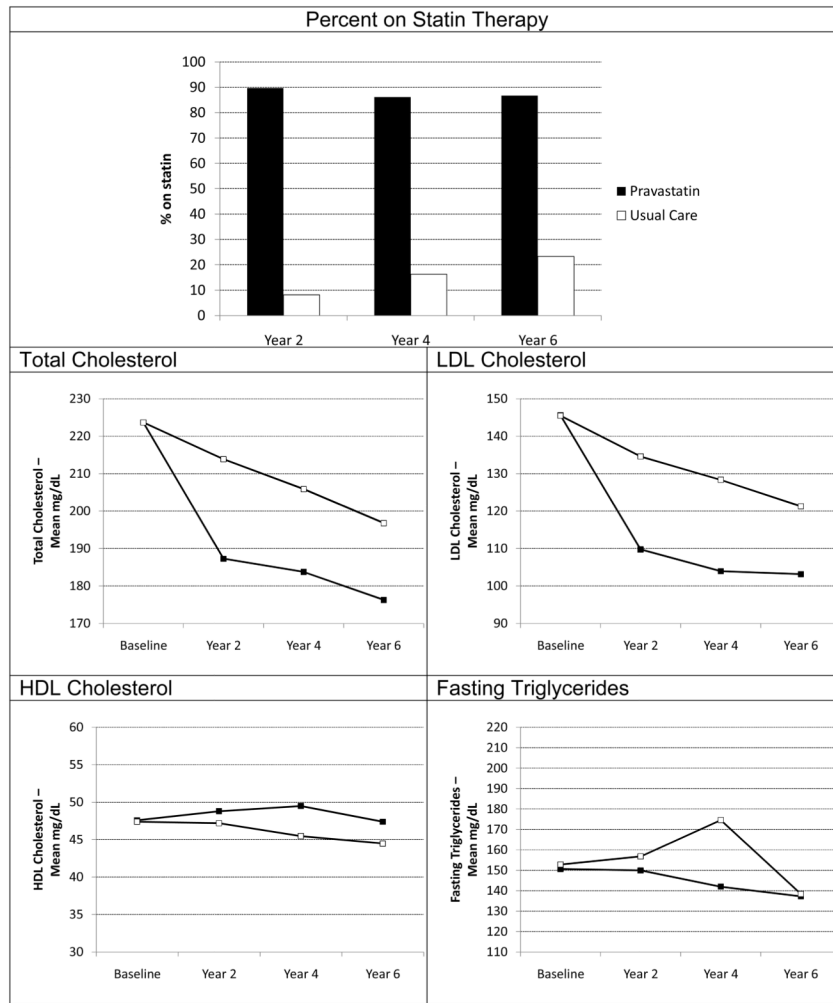 Percent on Statin Therapy
% on statin
100
90
80
70
60
50
40
30
20
10
0
Year 2 Year 4 Year 6
Pravastatin
Usual Care
Total Cholesterol
Total Cholesterol –
Mean mg/dL
230
220
210
200
190
180
170
Baseline Year 2 Year 4 Year 6
LDL Cholesterol
LDL Cholesterol –
Mean mg/dL
150
140
130
120
110
100
90
Baseline Year 2 Year 4 Year 6
HDL Cholesterol
HDL Cholesterol –
Mean mg/dL
60
55
50
45
40
35
30
Baseline Year 2 Year 4 Year 6
Fasting Triglycerides
Fasting Triglycerides –
Mean mg/dL
220
210
200
190
180
170
160
150
140
130
120
110
Baseline Year 2 Year 4 Year 6